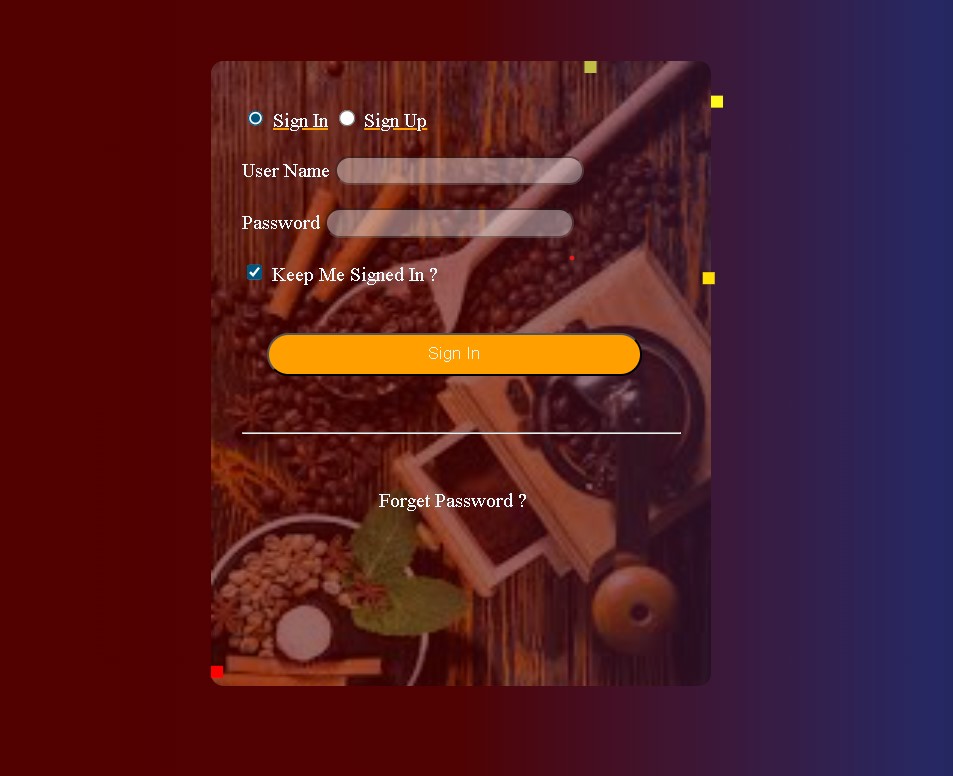 Sign In Sign Up
User Name
Password
Keep Me Signed In ?
Sign In
Forget Password ?